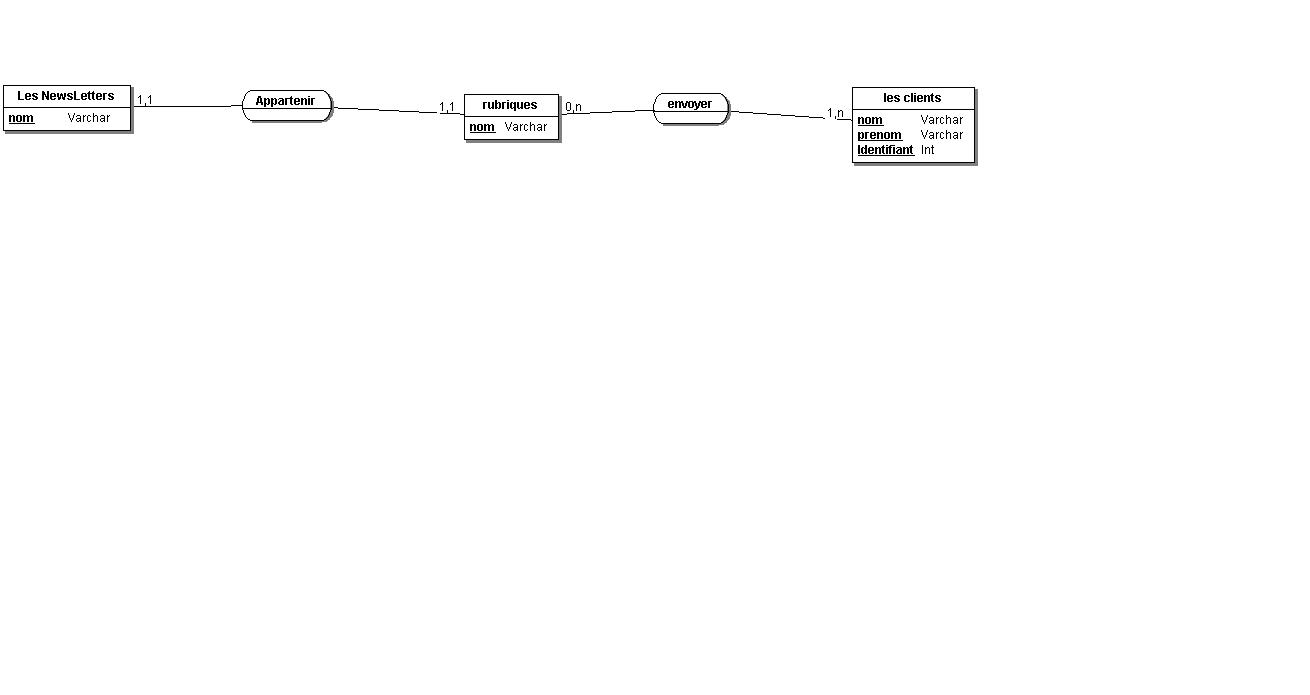 Les NewsLetters
nom Varchar
1,1
Appartenir
1,1
rubriques
nom Varchar
0,n
envoyer
1,n
les clients
nom Varchar
prenom Varchar
Identifiant Int